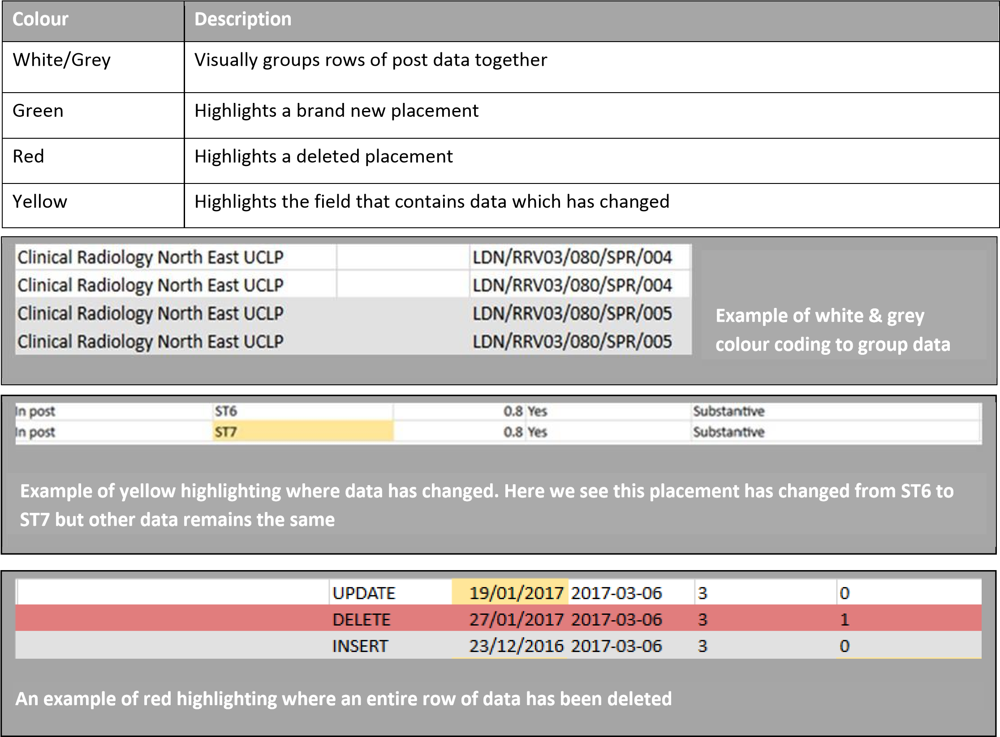 Colour Description
White/Grey Visually groups rows of post data together
Green Highlights a brand new placement
Red Highlights a deleted placement
Yellow Highlights the field that contains data which has changed
Clinical Radiology North East UCLP LDN/RRV03/080/SPR/004
Clinical Radiology North East UCLP LDN/RRV03/080/SPR/004
Clinical Radiology North East UCLP LDN/RRV03/080/SPR/005
Clinical Radiology North East UCLP LDN/RRV03/080/SPR/005
Example of white & grey
colour coding to group data
In post ST6 0.8 Yes Substantive
In post ST7 0.8 Yes Substantive
Example of yellow highlighting where data has changed. Here we see this placement has changed from ST6 to
ST7 but other data remains the same
UPDATE 19/01/2017 2017-03-06 3 0
DELETE 27/01/2017 2017-03-06 3 1
INSERT 23/12/2016 2017-03-06 3 0
An example of red highlighting where an entire row of data has been deleted